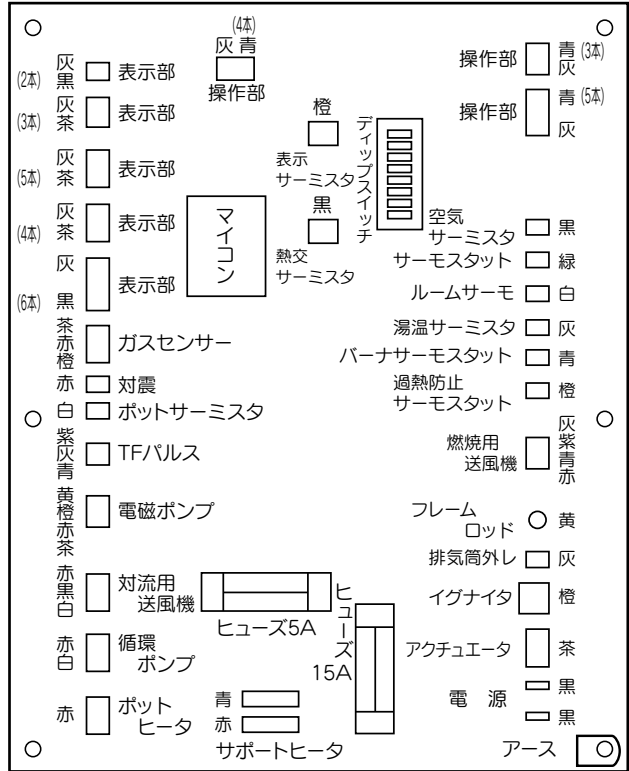 (4本)
灰 青
操作部
灰
(2本) 黒 表示部
灰
(3本) 茶 表示部
灰
(5本) 茶 表示部
灰
(4本) 茶 表示部
灰
(6本) 黒 表示部
茶
赤
橙
ガスセンサー
赤 対震
白 ポットサーミスタ
紫
灰
青
TFパルス
黄
橙
赤
茶
電磁ポンプ
赤
黒
白
対流用
送風機
赤
白
循環
ポンプ
赤
ポット
ヒータ
橙
表示
サーミスタ
黒
熱交
サーミスタ
マイコン
ディップスイッチ
ヒューズ5A
ヒューズ
15A
青
赤
サポートヒータ
操作部 青 (3本)
灰
操作部 青 (5本)
灰
空気
サーミスタ 黒
サーモスタット 緑
ルームサーモ 白
湯温サーミスタ 灰
バーナサーモスタット 青
過熱防止
サーモスタット 橙
燃焼用
送風機
灰
紫
青
赤
フレーム
ロッド 黄
排気筒外レ 灰
イグナイタ 橙
アクチュエータ 茶
電 源 黒
黒
アース